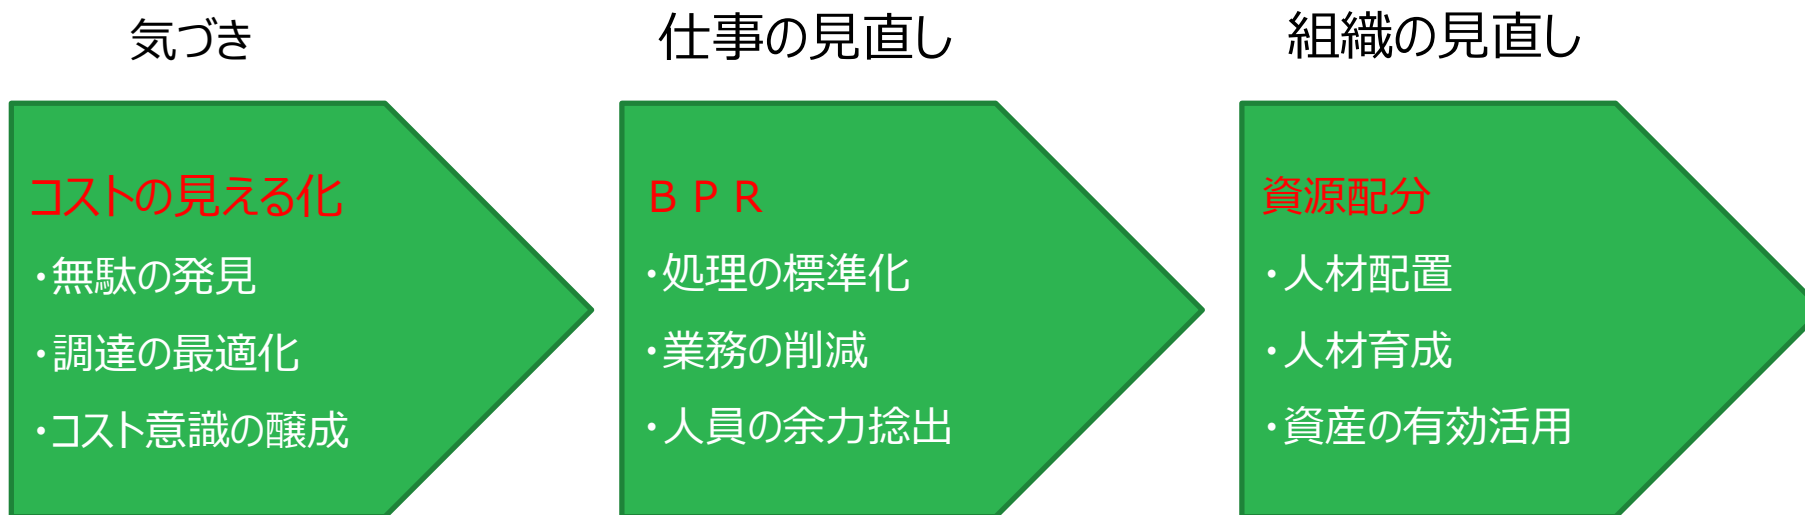 気づき
コストの見える化
・無駄の発見
・調達の最適化
・コスト意識の醸成
仕事の見直し
ＢＰＲ
・処理の標準化
・業務の削減
・人員の余力捻出
組織の見直し
資源配分
・人材配置
・人材育成
・資産の有効活用